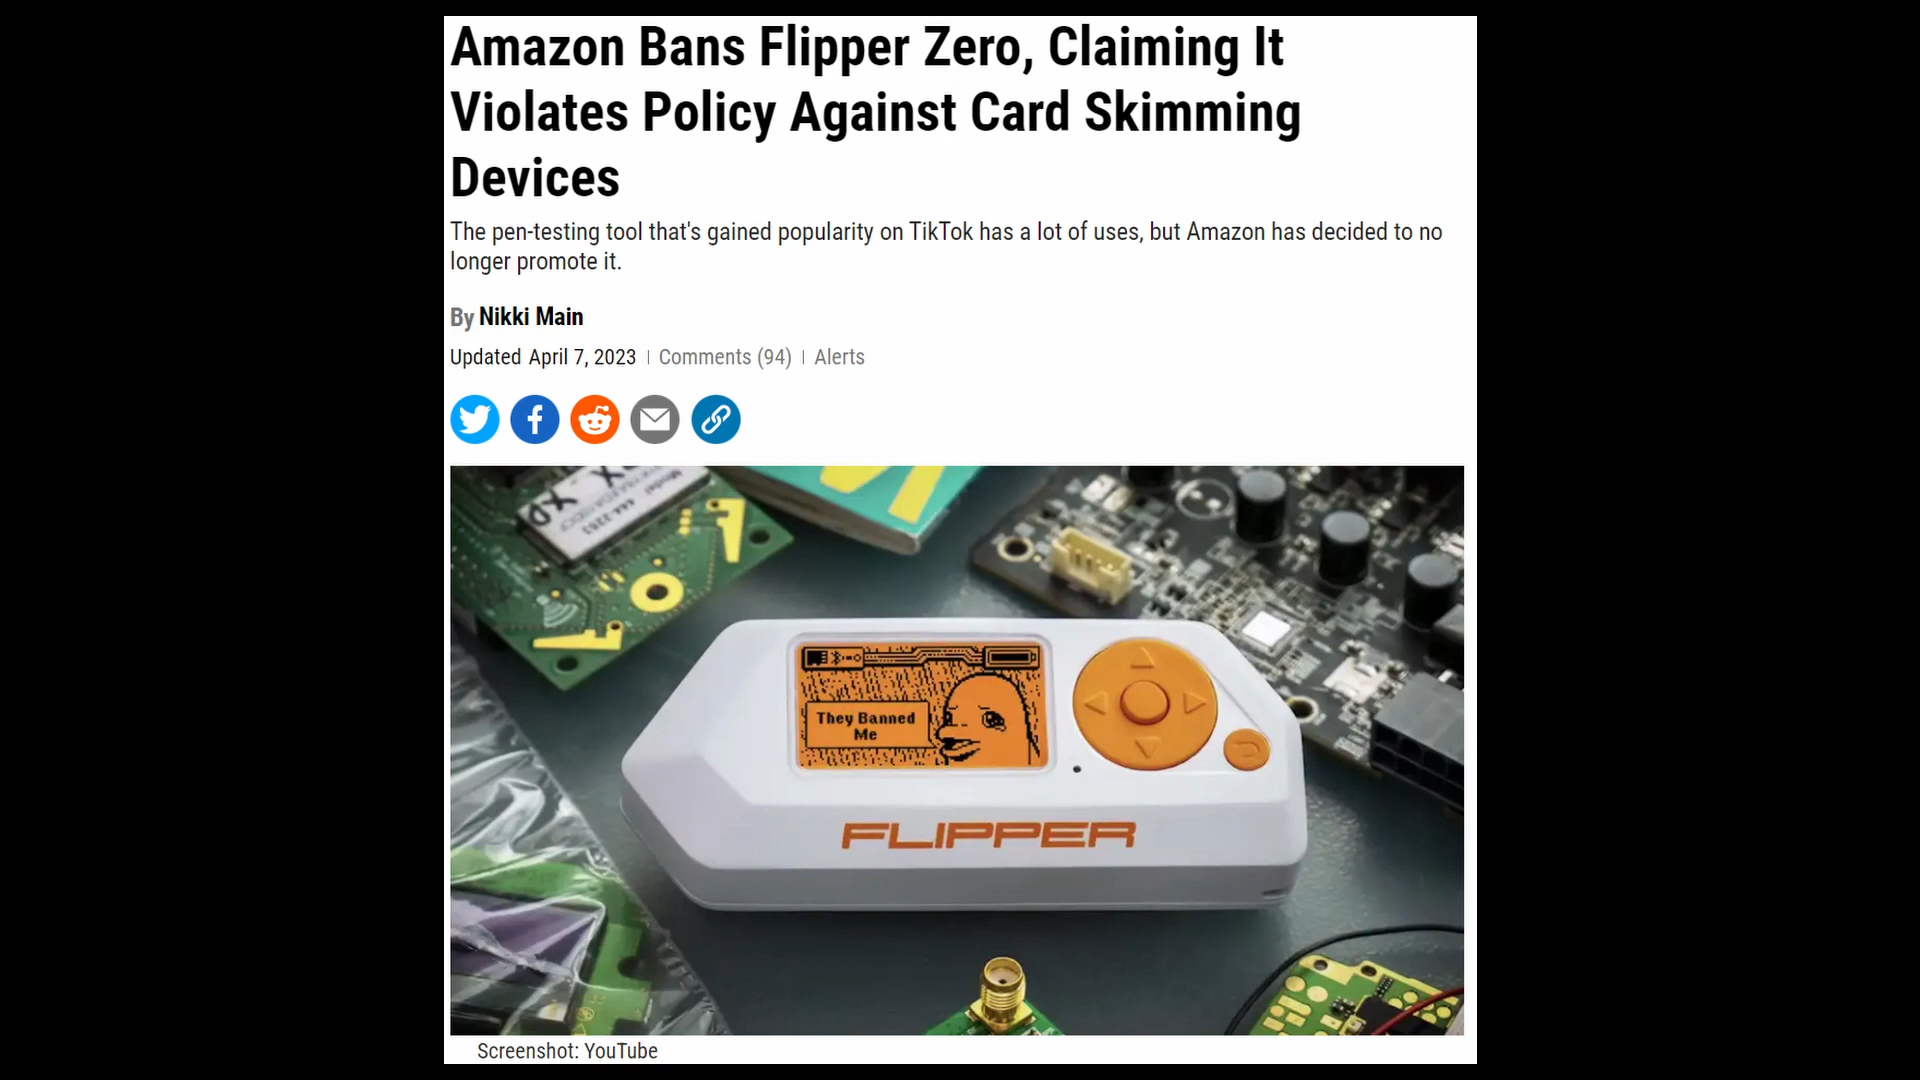 Amazon Bans Flipper Zero, Claiming It
Violates Policy Against Card Skimming
Devices
The pen-testing tool that's gained popularity on TikTok has a lot of uses, but Amazon has decided to no
longer promote it.
By Nikki Main
Updated April 7, 2023 | Comments (94) | Alerts
They Banned
Me
FLIPPER
Screenshot: YouTube